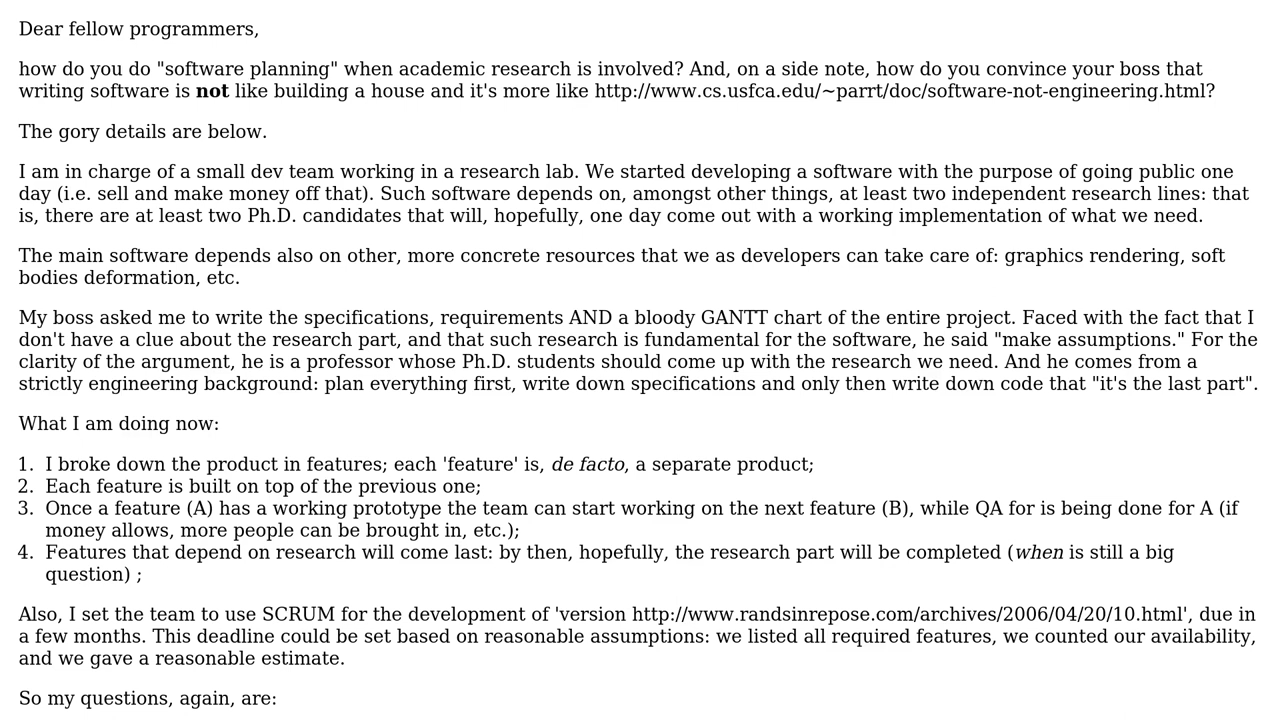 Dear fellow programmers,
how do you do "software planning" when academic research is involved? And, on a side note, how do you convince your boss that
writing software is not like building a house and it's more like http://www.cs.usfca.edu/~parrt/doc/software-not-engineering.html?
The gory details are below.
I am in charge of a small dev team working in a research lab. We started developing a software with the purpose of going public one
day (i.e. sell and make money off that). Such software depends on, amongst other things, at least two independent research lines: that
is, there are at least two Ph.D. candidates that will, hopefully, one day come out with a working implementation of what we need.
The main software depends also on other, more concrete resources that we as developers can take care of: graphics rendering, soft
bodies deformation, etc.
My boss asked me to write the specifications, requirements AND a bloody GANTT chart of the entire project. Faced with the fact that I
don't have a clue about the research part, and that such research is fundamental for the software, he said "make assumptions." For the
clarity of the argument, he is a professor whose Ph.D. students should come up with the research we need. And he comes from a
strictly engineering background: plan everything first, write down specifications and only then write down code that "it's the last part".
What I am doing now:
1. I broke down the product in features; each 'feature' is, de facto, a separate product;
2. Each feature is built on top of the previous one;
3. Once a feature (A) has a working prototype the team can start working on the next feature (B), while QA for is being done for A (if
money allows, more people can be brought in, etc.);
4. Features that depend on research will come last: by then, hopefully, the research part will be completed (when is still a big
question) ;
Also, I set the team to use SCRUM for the development of 'version http://www.randsinrepose.com/archives/2006/04/20/10.html', due in
a few months. This deadline could be set based on reasonable assumptions: we listed all required features, we counted our availability,
and we gave a reasonable estimate.
So my questions, again, are: